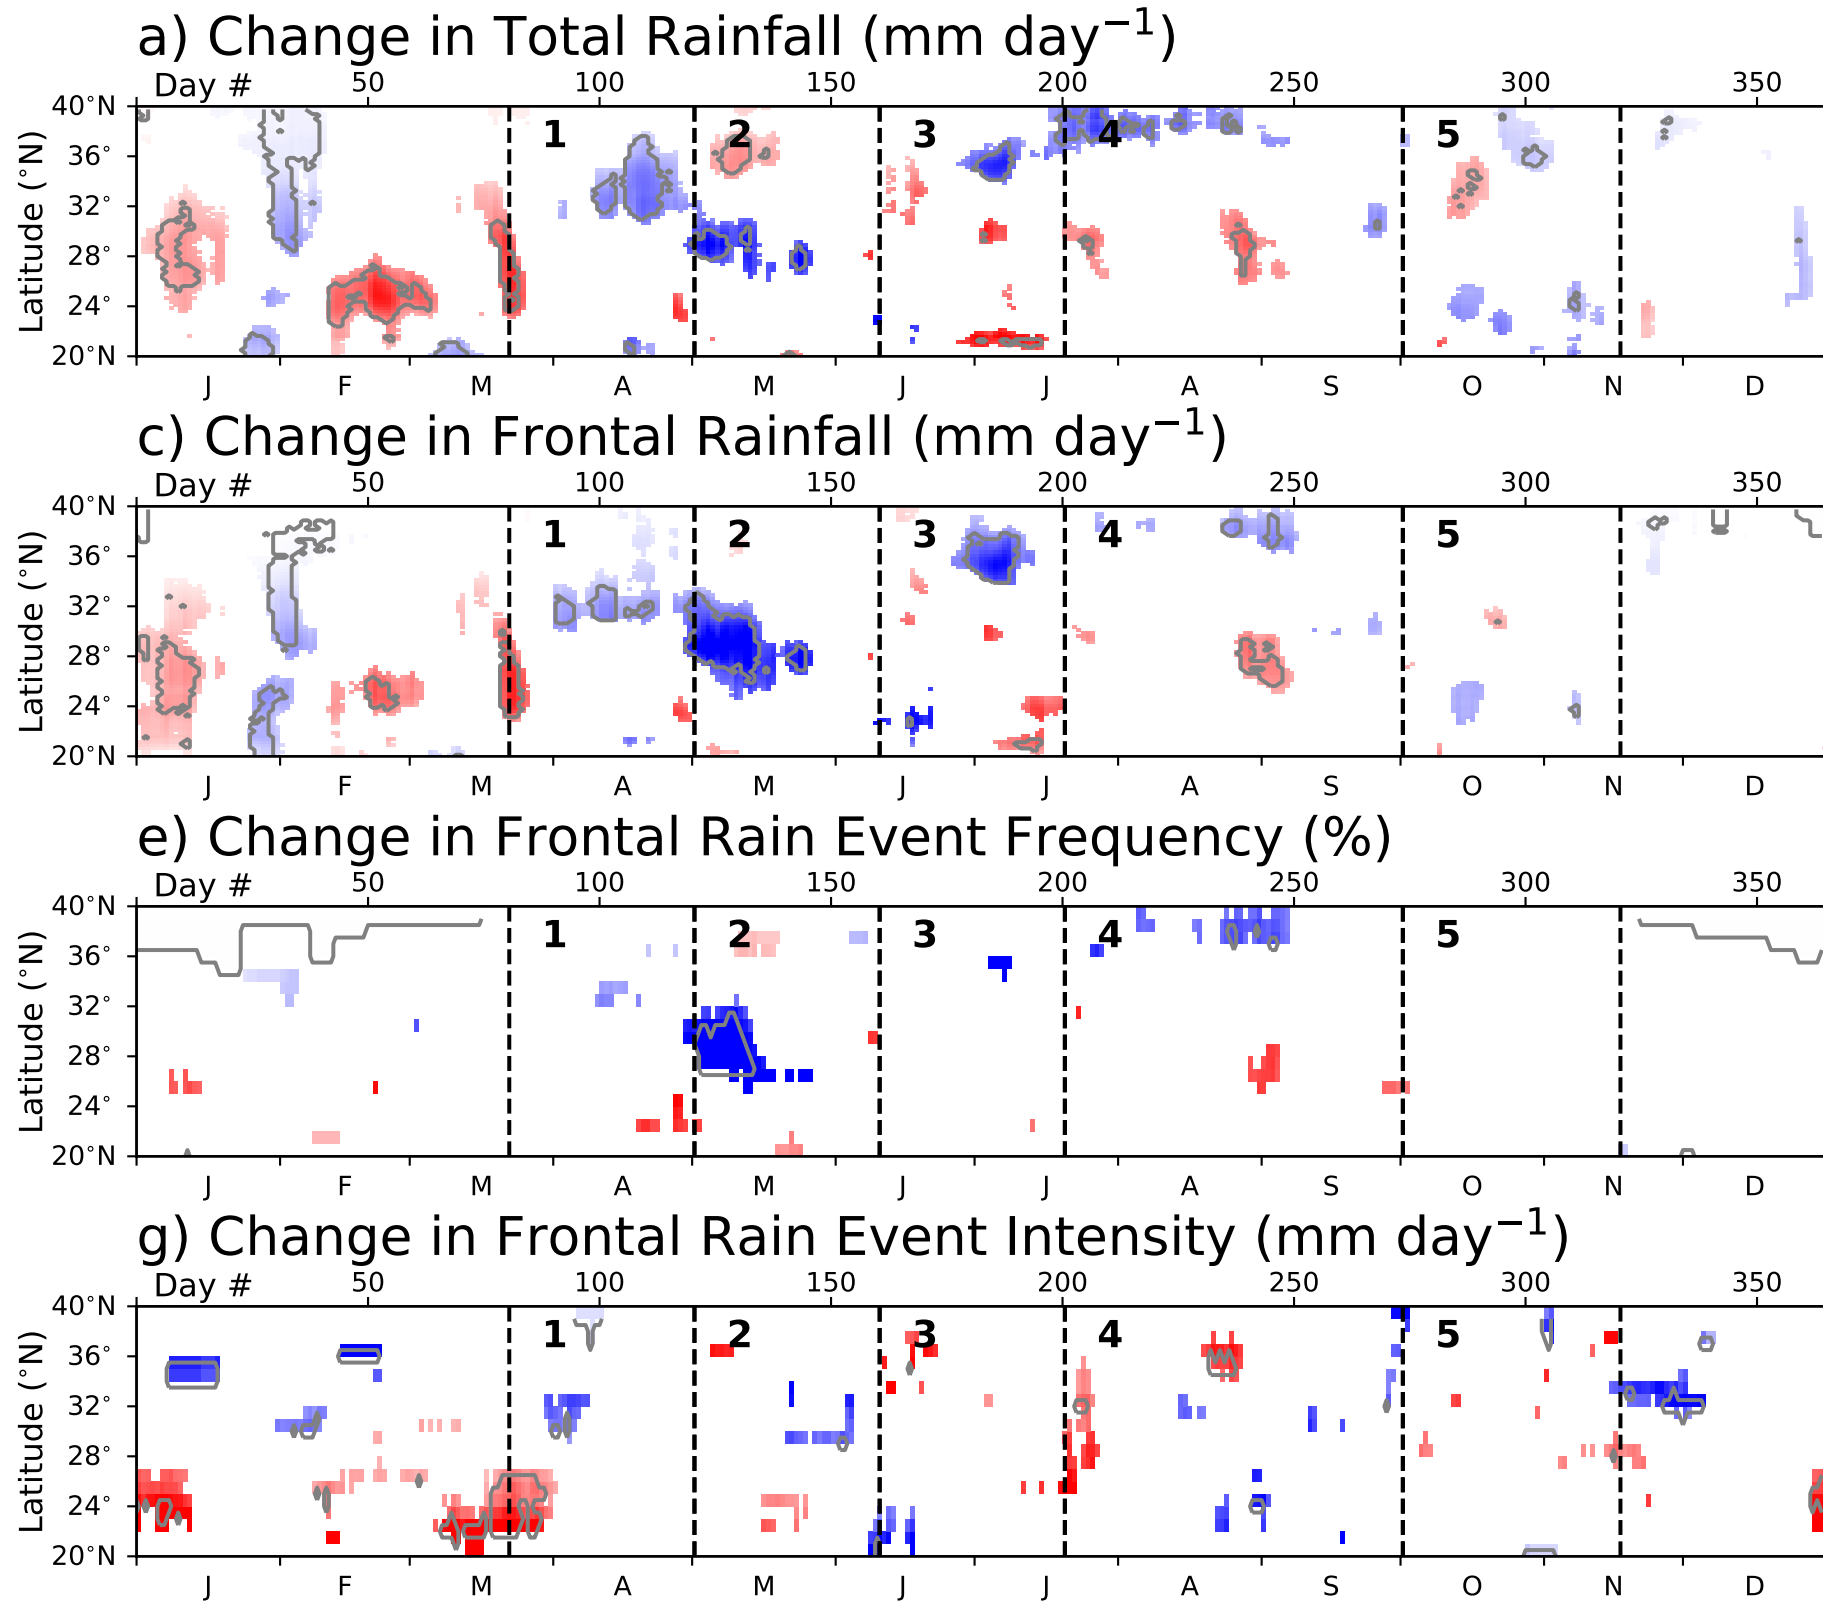 a) Change in Total Rainfall (mm day⁻¹)
Day # 50 100 150 200 250 300 350
40°N
36°
32°
28°
24°
20°N
Latitude (°N)
1 2 3 4 5
J F M A M J J A S O N D
c) Change in Frontal Rainfall (mm day⁻¹)
Day # 50 100 150 200 250 300 350
40°N
36°
32°
28°
24°
20°N
Latitude (°N)
1 2 3 4 5
J F M A M J J A S O N D
e) Change in Frontal Rain Event Frequency (%)
Day # 50 100 150 200 250 300 350
40°N
36°
32°
28°
24°
20°N
Latitude (°N)
1 2 3 4 5
J F M A M J J A S O N D
g) Change in Frontal Rain Event Intensity (mm day⁻¹)
Day # 50 100 150 200 250 300 350
40°N
36°
32°
28°
24°
20°N
Latitude (°N)
1 2 3 4 5
J F M A M J J A S O N D